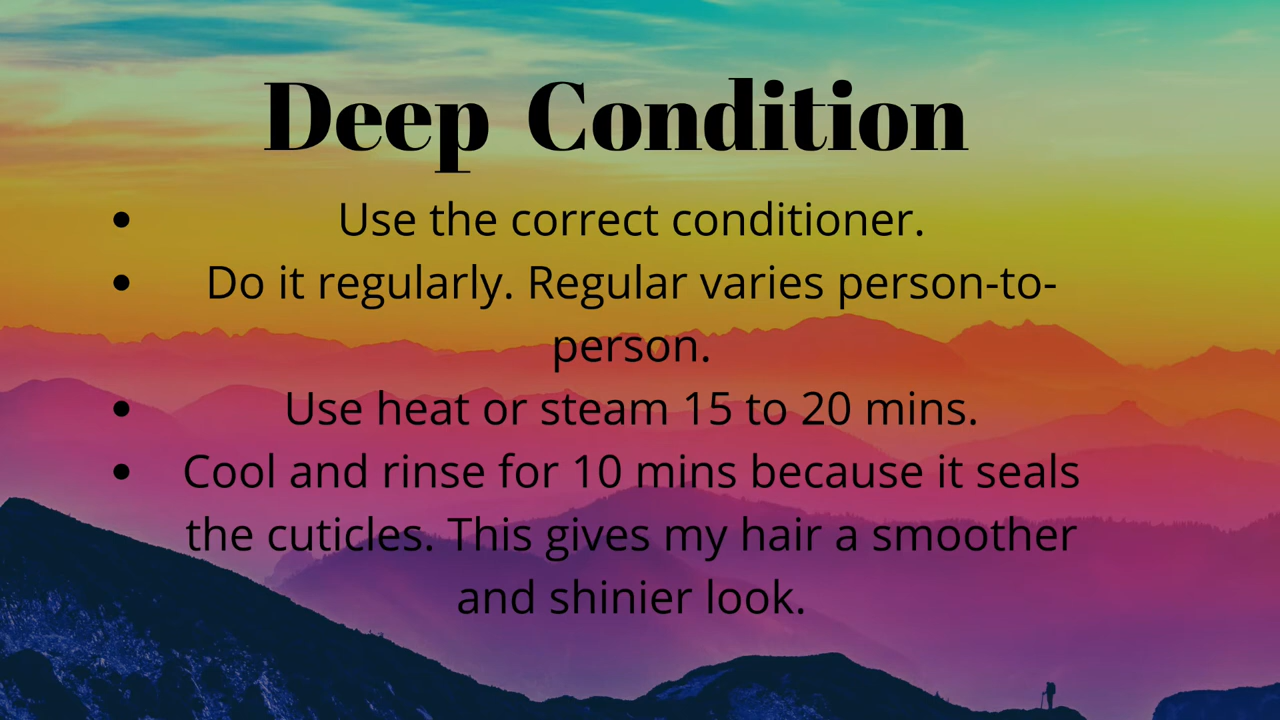 Deep Condition
• Use the correct conditioner.
• Do it regularly. Regular varies person-to-
person.
• Use heat or steam 15 to 20 mins.
• Cool and rinse for 10 mins because it seals
the cuticles. This gives my hair a smoother
and shinier look.